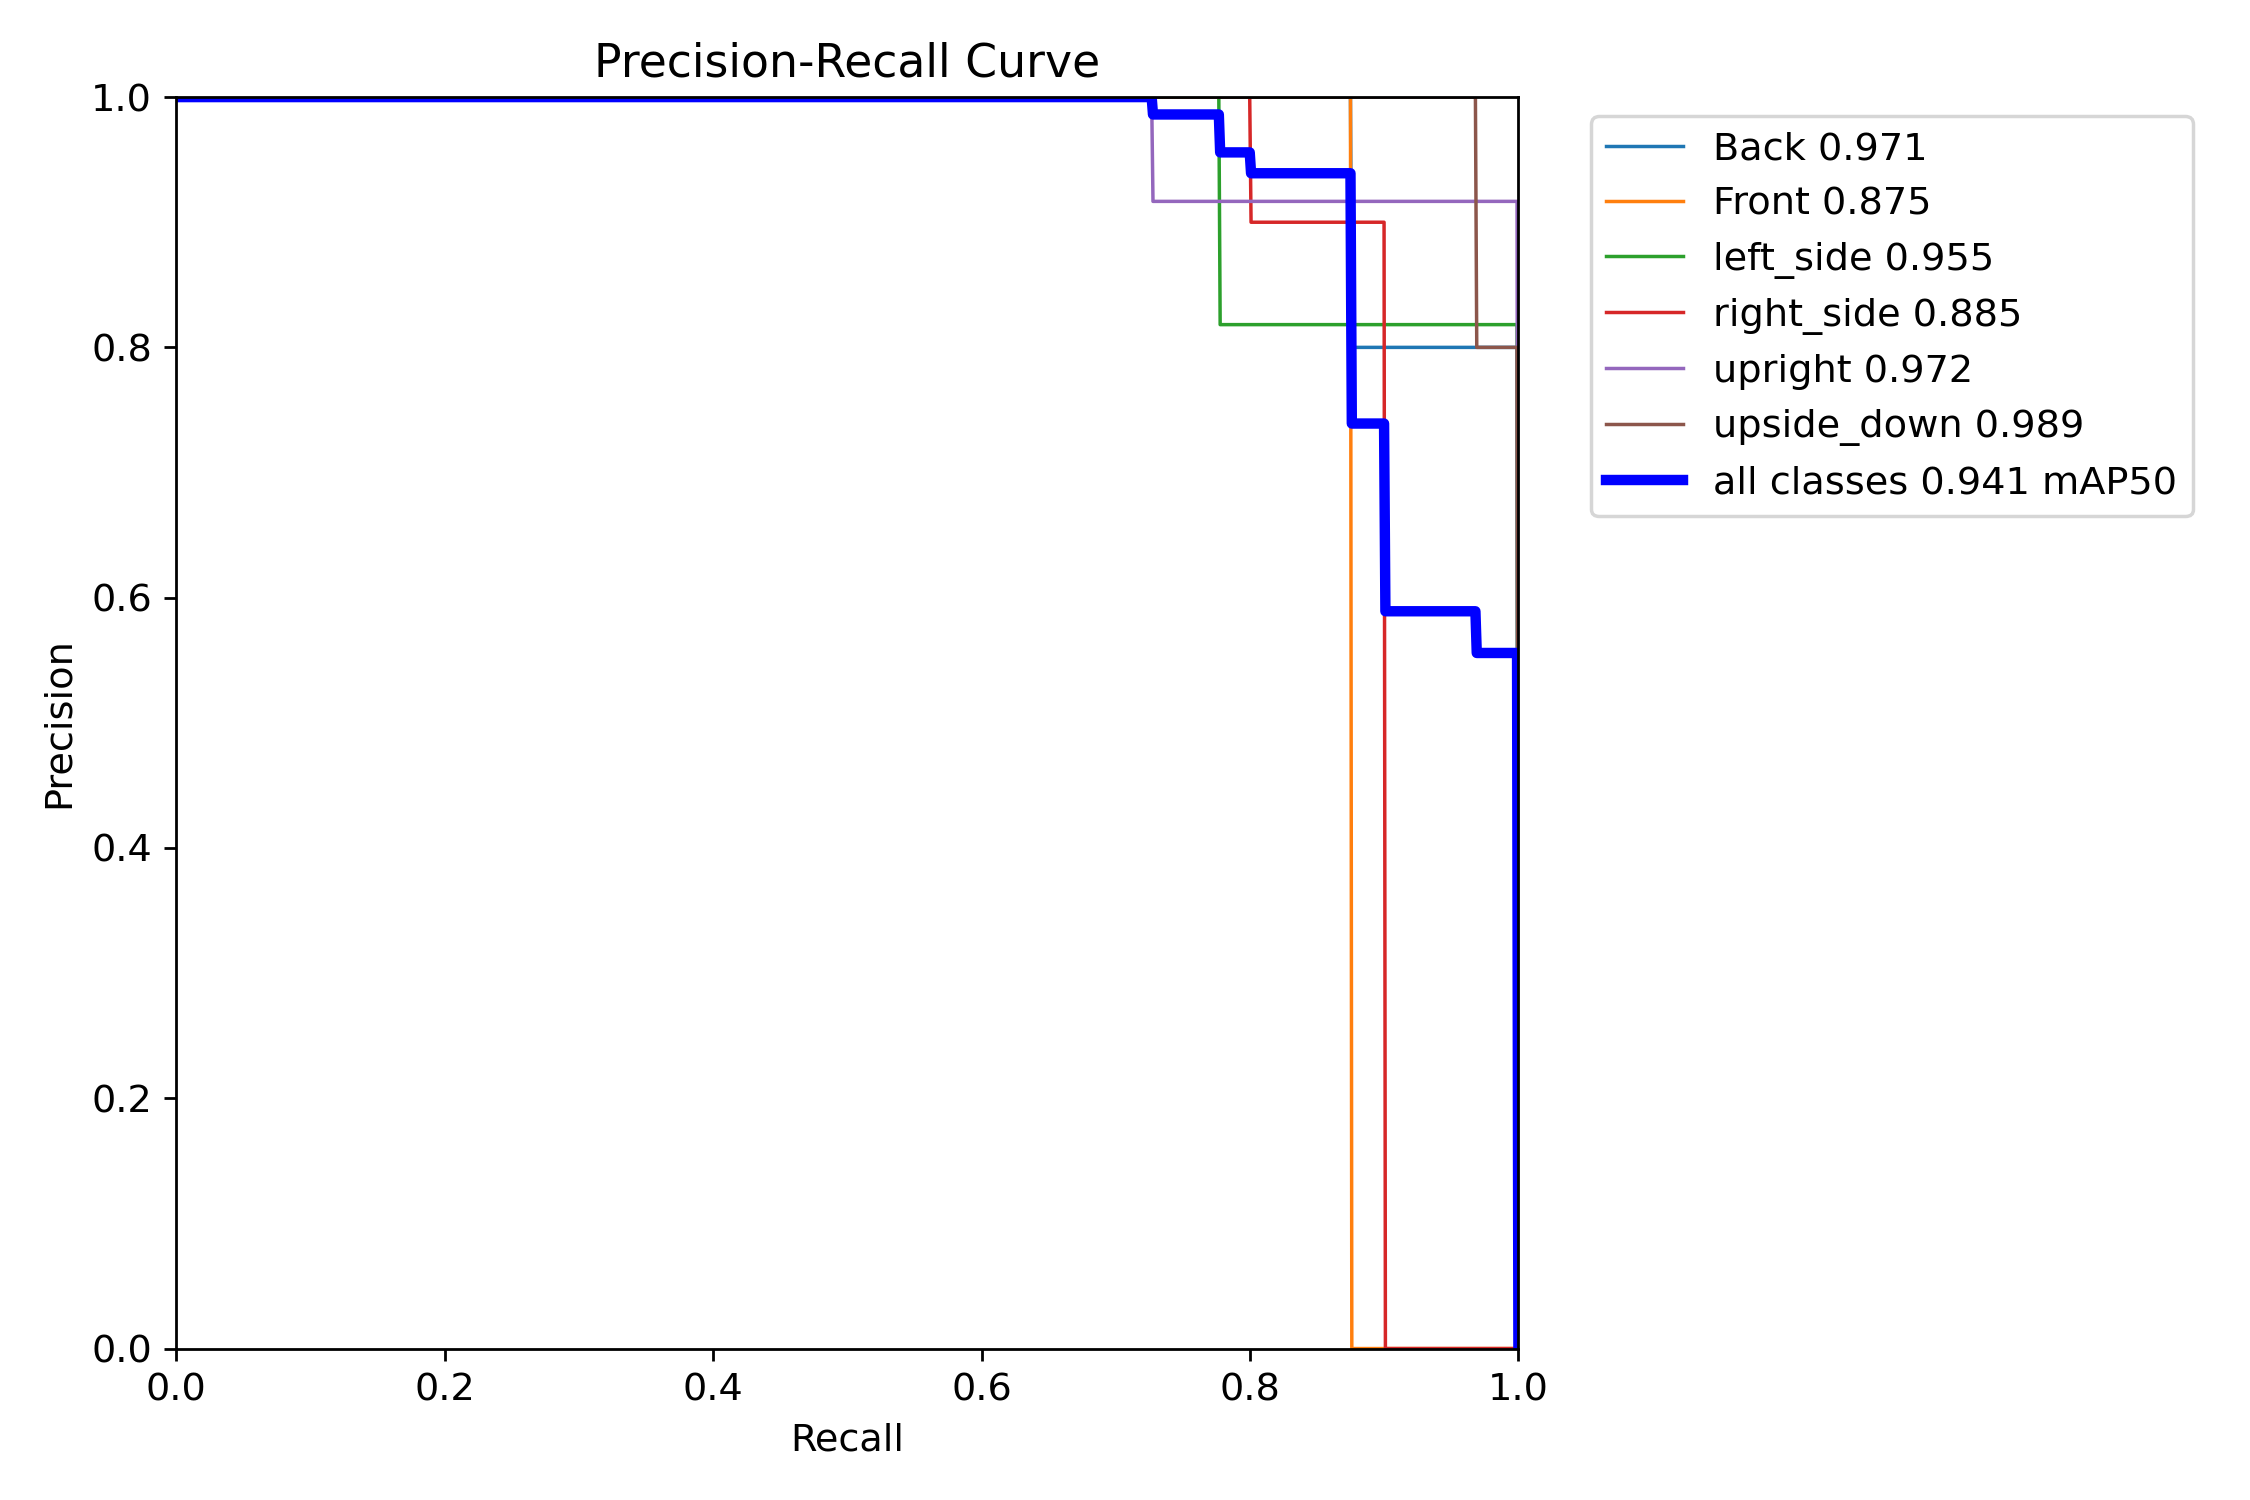 Precision-Recall Curve
1.0
0.8
0.6
0.4
0.2
0.0
Precision
0.0 0.2 0.4 0.6 0.8 1.0
Recall
Back 0.971
Front 0.875
left_side 0.955
right_side 0.885
upright 0.972
upside_down 0.989
all classes 0.941 mAP50